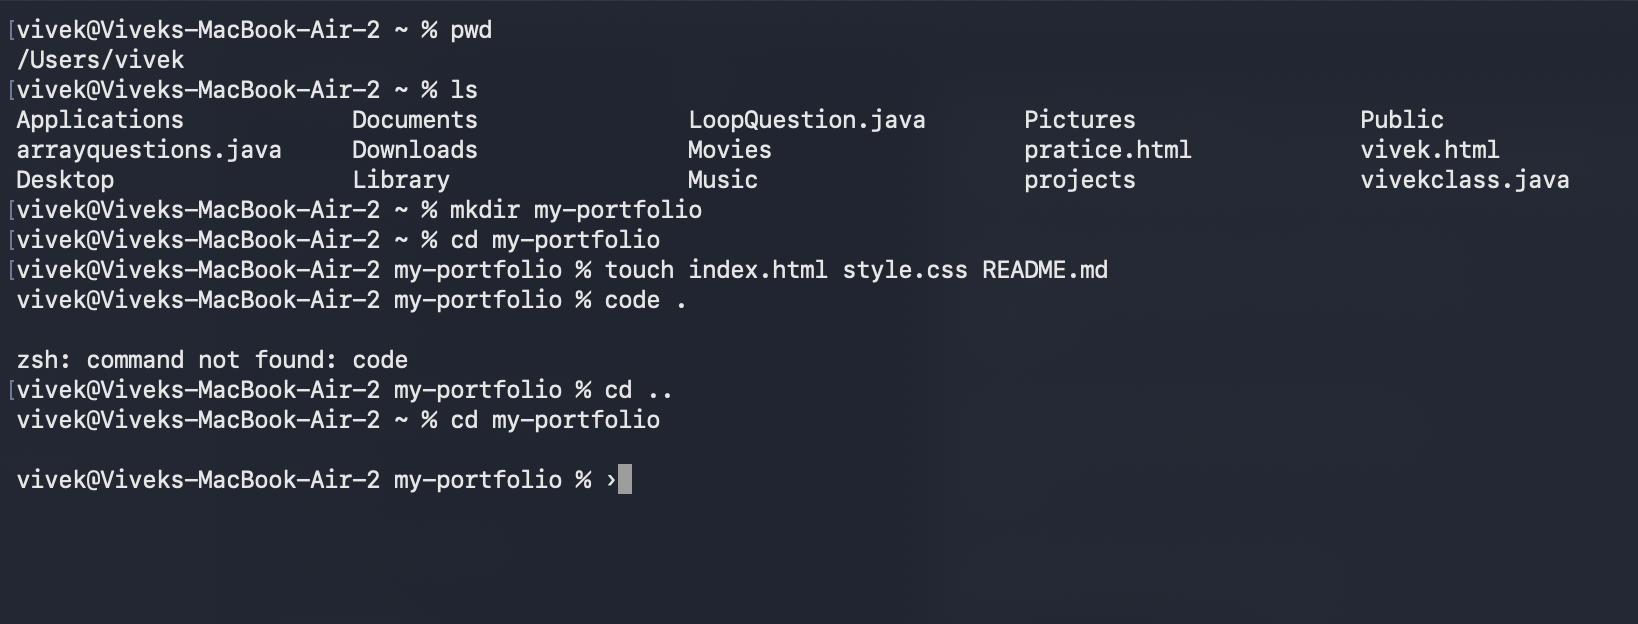 [vivek@Viveks-MacBook-Air-2 ~ % pwd
/Users/vivek
[vivek@Viveks-MacBook-Air-2 ~ % ls
Applications Documents LoopQuestion.java Pictures Public
arrayquestions.java Downloads Movies pratice.html vivek.html
Desktop Library Music projects vivekclass.java
[vivek@Viveks-MacBook-Air-2 ~ % mkdir my-portfolio
[vivek@Viveks-MacBook-Air-2 ~ % cd my-portfolio
[vivek@Viveks-MacBook-Air-2 my-portfolio % touch index.html style.css README.md
vivek@Viveks-MacBook-Air-2 my-portfolio % code .
zsh: command not found: code
[vivek@Viveks-MacBook-Air-2 my-portfolio % cd ..
vivek@Viveks-MacBook-Air-2 ~ % cd my-portfolio
vivek@Viveks-MacBook-Air-2 my-portfolio % ›